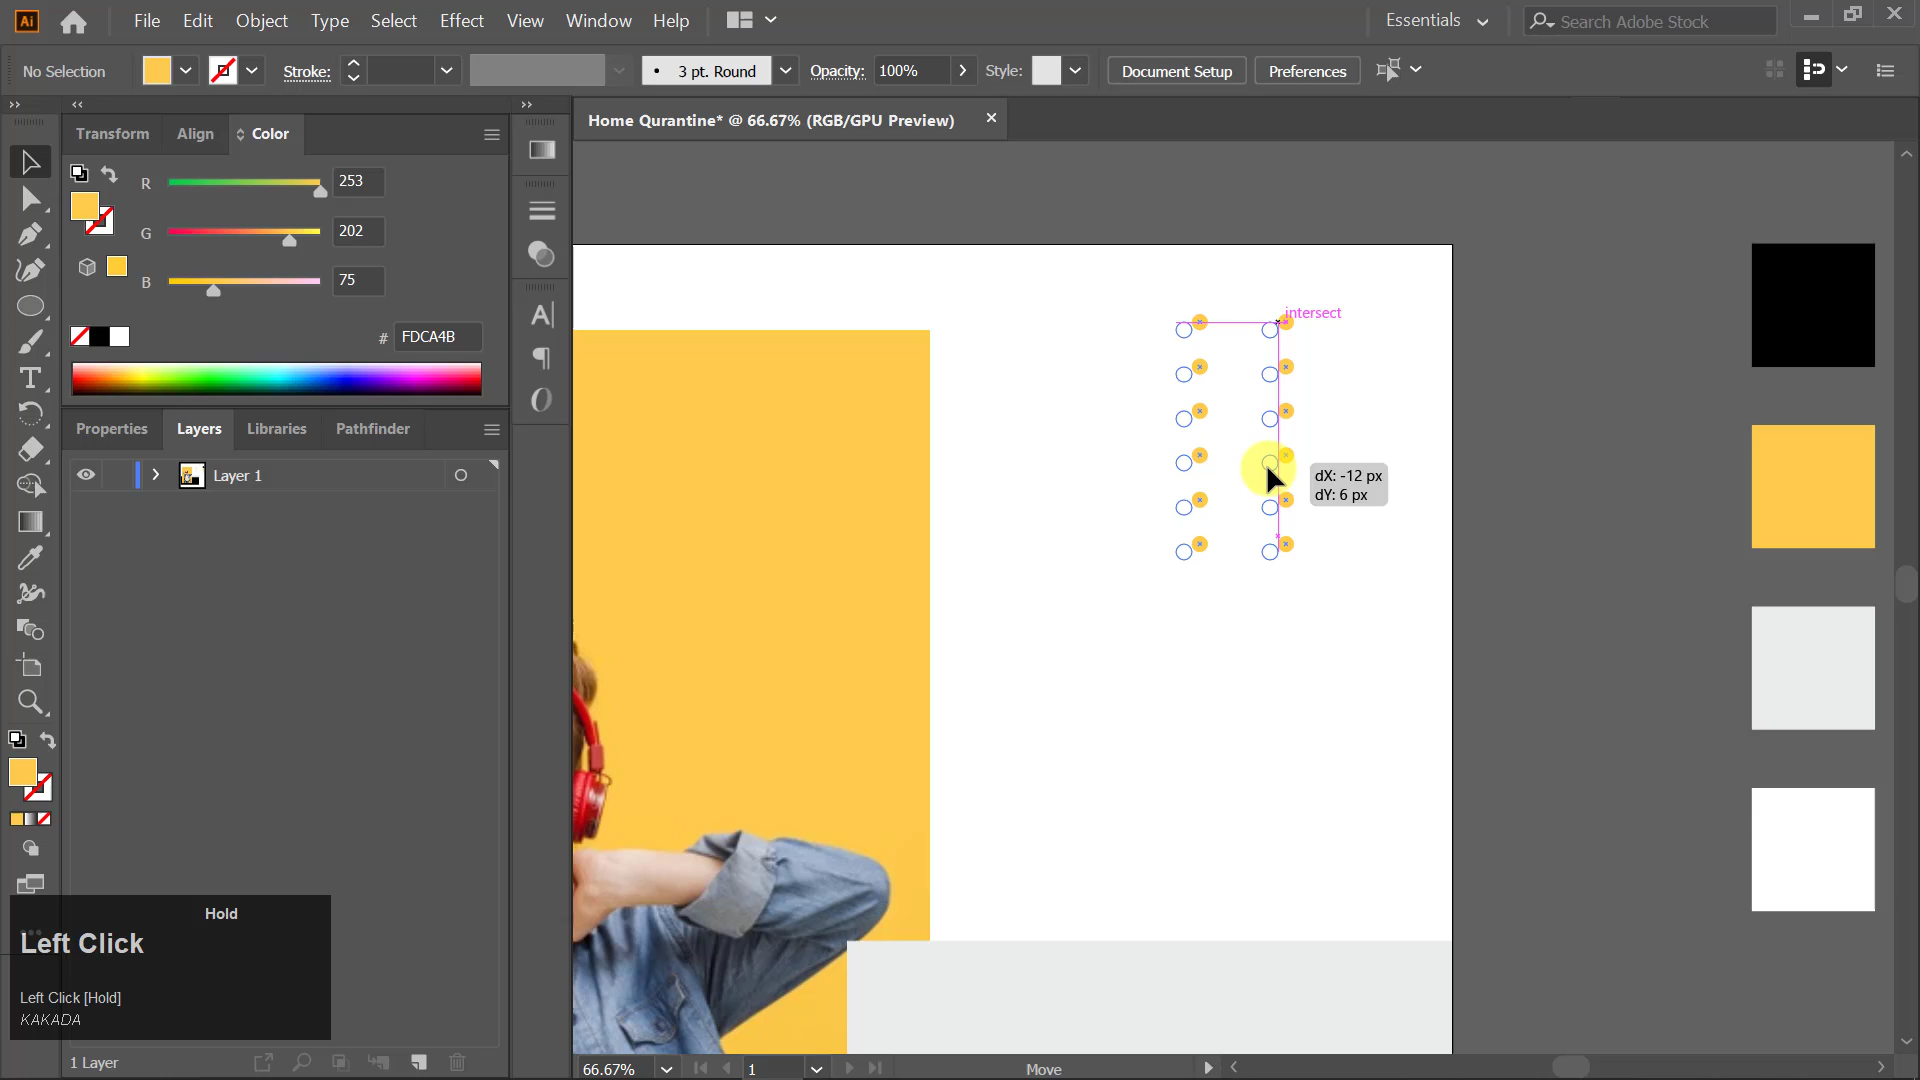 Ai File Edit Object Type Select Effect View Window Help Essentials Search Adobe Stock
No Selection Stroke: 3 pt. Round Opacity: 100% Style: Document Setup Preferences
Transform Align Color
Home Qurantine* @ 66.67% (RGB/GPU Preview)
R 253
G 202
B 75
# FDCA4B
intersect
Properties Layers Libraries Pathfinder
Layer 1
dX: -12 px
dY: 6 px
Hold
Left Click
Left Click [Hold]
KAKADA
1 Layer
66.67% 1 Move